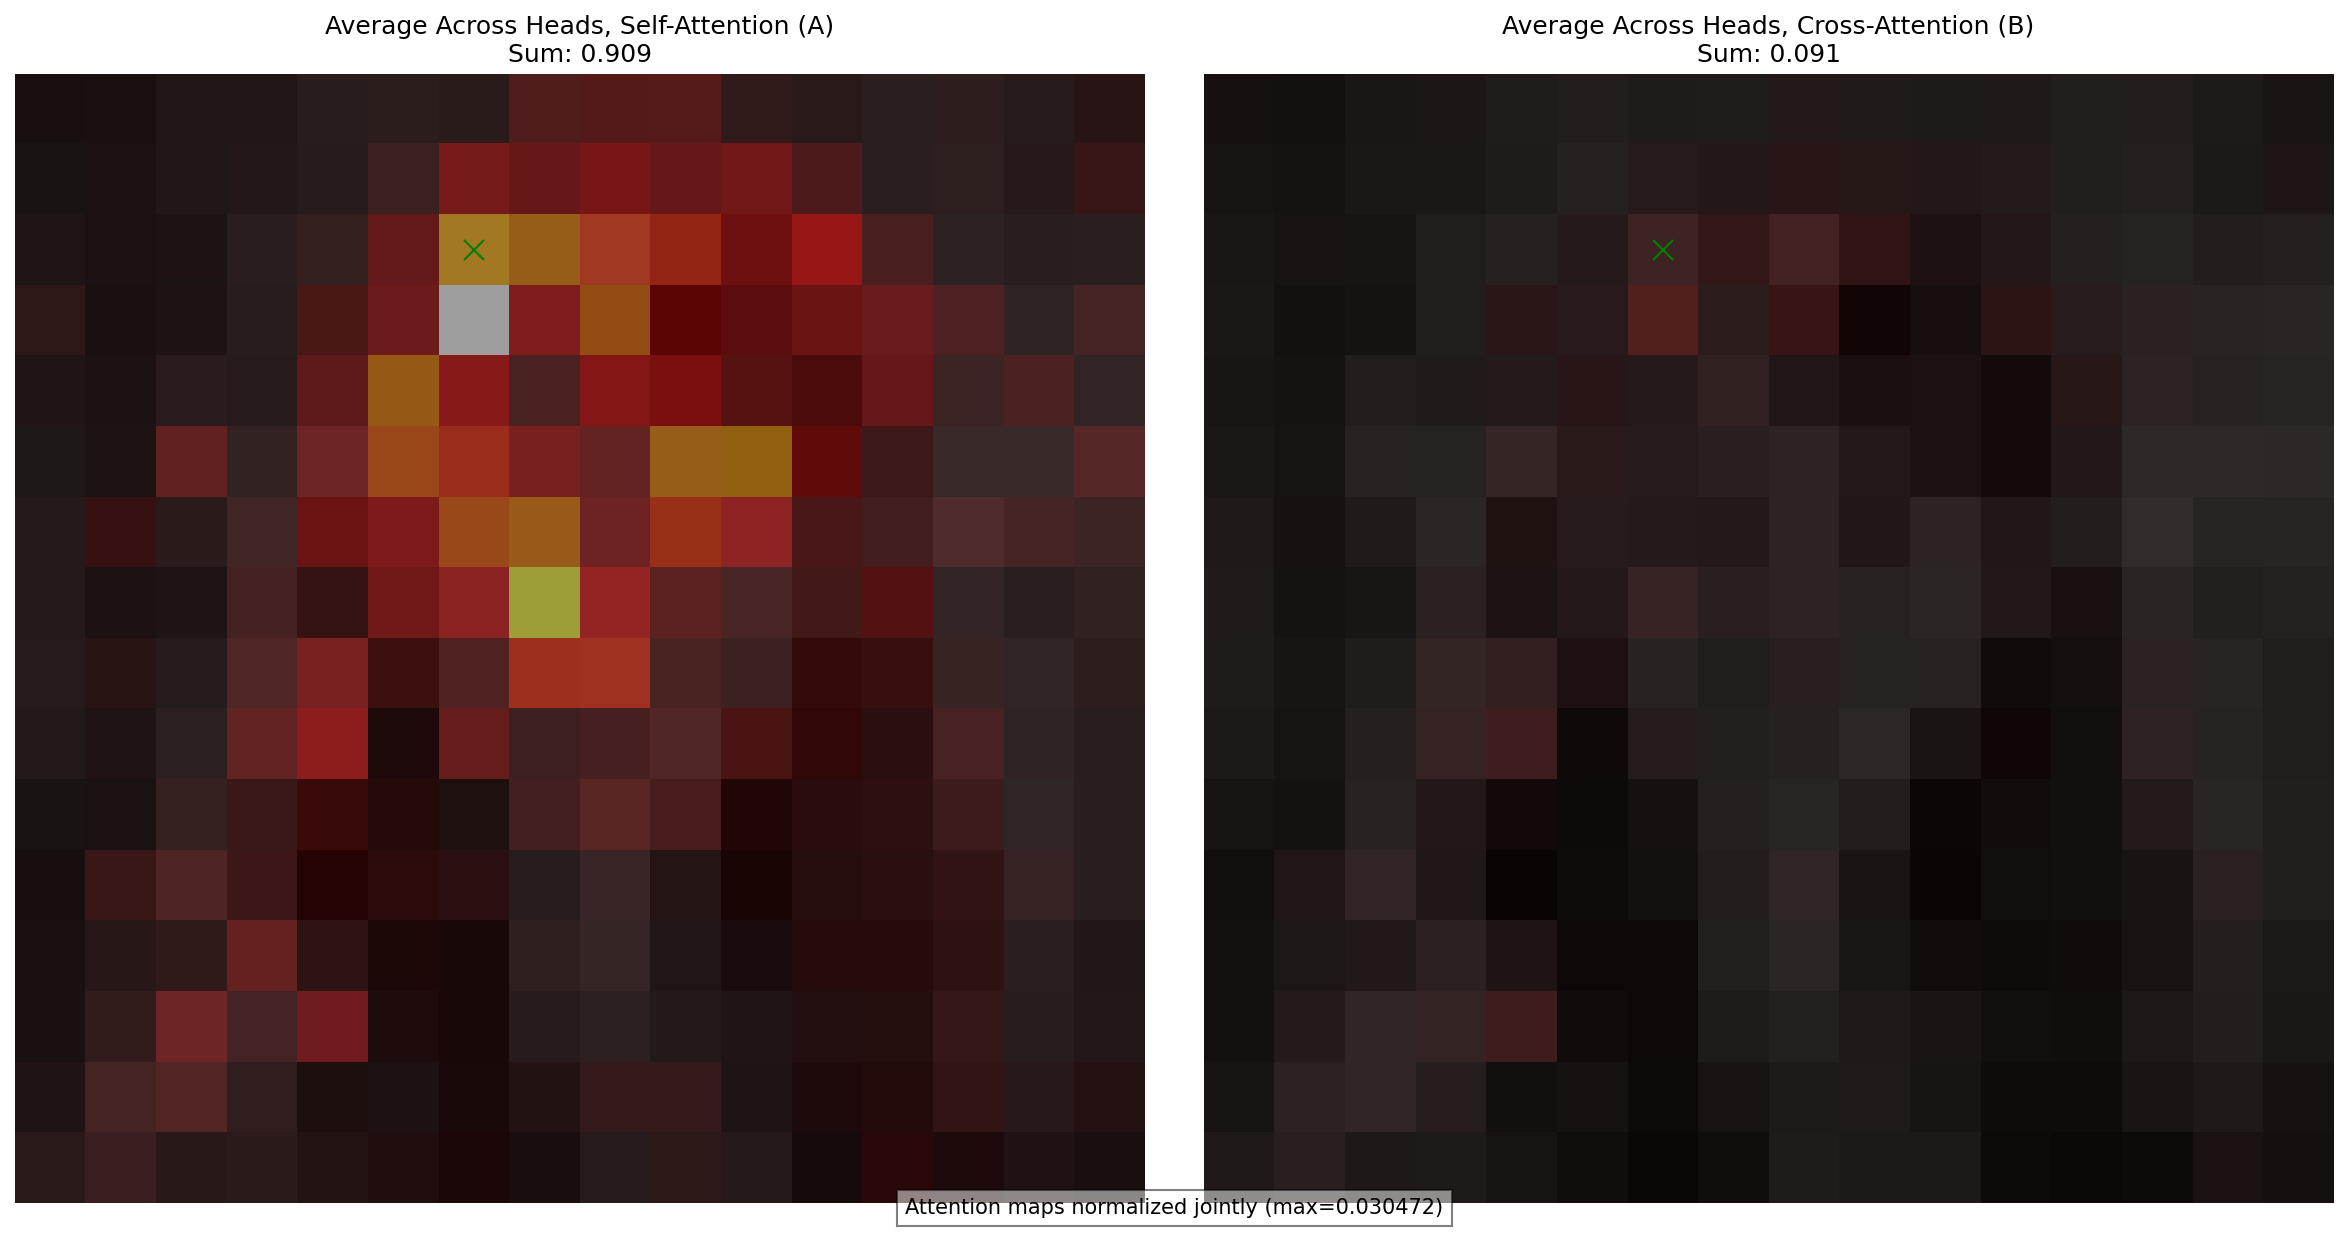 Average Across Heads, Self-Attention (A)
Sum: 0.909
Average Across Heads, Cross-Attention (B)
Sum: 0.091
Attention maps normalized jointly (max=0.030472)